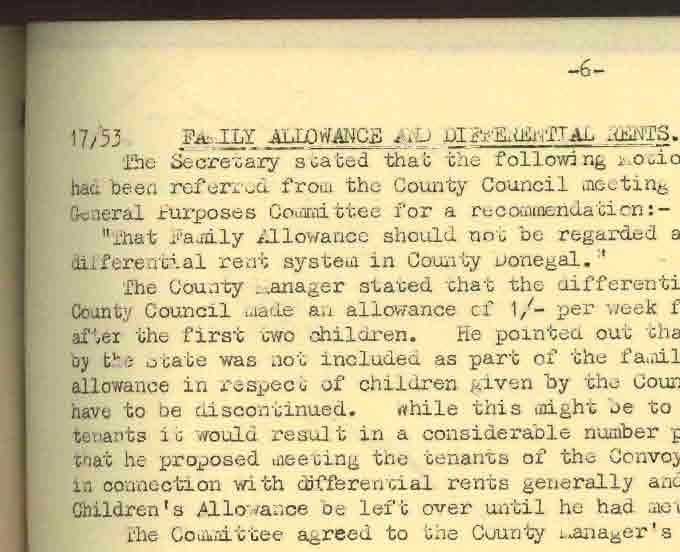 -6-
17/53 FAMILY ALLOWANCE AND DIFFERENTIAL RENTS.
The Secretary stated that the following motio
had been referred from the County Council meeting
General Purposes Committee for a recommendation:-
"That Family Allowance should not be regarded a
differential rent system in County Donegal."
The County Manager stated that the differenti
County Council made an allowance of 1/- per week f
after the first two children. He pointed out tha
by the State was not included as part of the famil
allowance in respect of children given by the Coun
have to be discontinued. While this might be to
tenants it would result in a considerable number p
that he proposed meeting the tenants of the Convoy
in connection with differential rents generally and
Children's Allowance be left over until he had met
The Committee agreed to the County Manager's